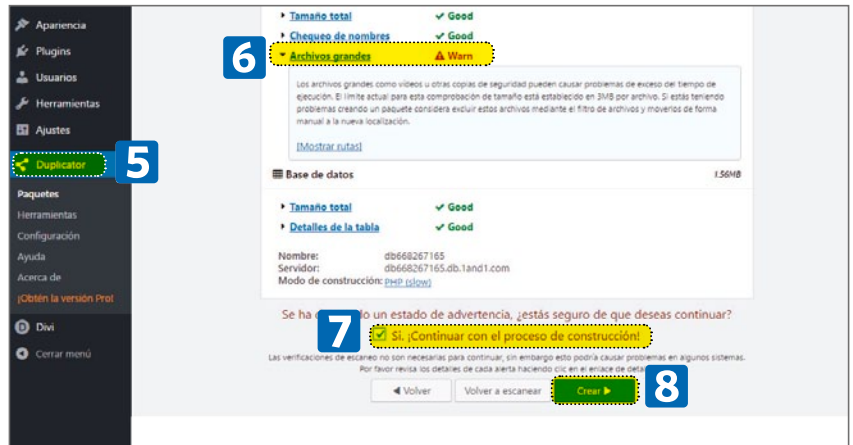 Apariencia
Plugins
Usuarios
Herramientas
Ajustes
Duplicator
5
Paquetes
Herramientas
Configuración
Ayuda
Acerca de
¡Obtén la versión Pro!
Divi
Cerrar menú
Tamaño total Good
Chequeo de nombres Good
6
Archivos grandes Warn
Los archivos grandes como vídeos u otras copias de seguridad pueden causar problemas de exceso del tiempo de
ejecución. El límite actual para esta comprobación de tamaño está establecido en 3MB por archivo. Si estás teniendo
problemas creando un paquete considera excluir estos archivos mediante el filtro de archivos y moverlos de forma
manual a la nueva localización.
[Mostrar rutas]
Base de datos 1.56MB
Tamaño total Good
Detalles de la tabla Good
Nombre: db668267165
Servidor: db668267165.db.1and1.com
Modo de construcción: PHP (slow)
Se ha un estado de advertencia, ¿estás seguro de que deseas continuar?
7
Si. ¡Continuar con el proceso de construcción!
Las verificaciones de escaneo no son necesarias para continuar, sin embargo esto podría causar problemas en algunos sistemas.
Por favor revisa los detalles de cada alerta haciendo clic en el enlace de
Volver Volver a escanear Crear
8